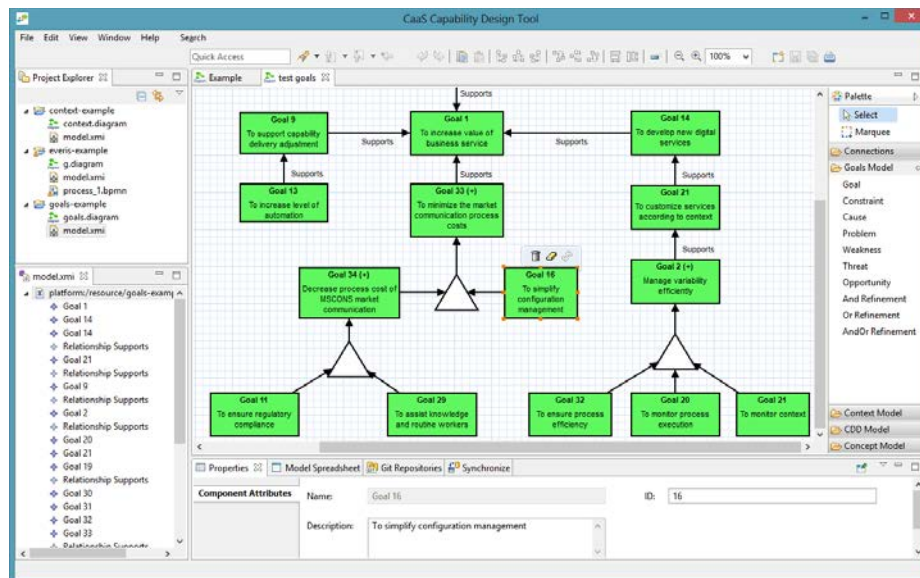 CaaS Capability Design Tool
File Edit View Window Help Search
Quick Access
100%
Project Explorer
context-example
context.diagram
model.xmi
everis-example
g.diagram
model.xmi
process_1.bpmn
goals-example
goals.diagram
model.xmi
model.xmi
platform:/resource/goals-examp
Goal 1
Goal 14
Goal 14
Relationship Supports
Goal 21
Relationship Supports
Goal 9
Relationship Supports
Goal 2
Relationship Supports
Goal 20
Goal 21
Goal 19
Relationship Supports
Goal 30
Goal 31
Goal 32
Goal 33
Relationship Supports
Example
test goals
Supports
Goal 9
To support capability
delivery adjustment
Supports
Goal 1
To increase value of
business service
Supports
Goal 14
To develop new digital
services
Supports
Supports
Supports
Goal 13
To increase level of
automation
Goal 33 (+)
To minimize the market
communication process
costs
Goal 21
To customize services
according to context
Supports
Goal 34 (+)
Decrease process cost of
MSCONS market
communication
Goal 16
To simplify
configuration
management
Goal 2 (+)
Manage variability
efficiently
Goal 11
To ensure regulatory
compliance
Goal 29
To assist knowledge
and routine workers
Goal 32
To ensure process
efficiency
Goal 20
To monitor process
execution
Goal 21
To monitor context
Palette
Select
Marquee
Connections
Goals Model
Goal
Constraint
Cause
Problem
Weakness
Threat
Opportunity
And Refinement
Or Refinement
AndOr Refinement
Context Model
CDD Model
Concept Model
Properties
Model Spreadsheet
Git Repositories
Synchronize
Component Attributes
Name: Goal 16
ID: 16
Description: To simplify configuration management